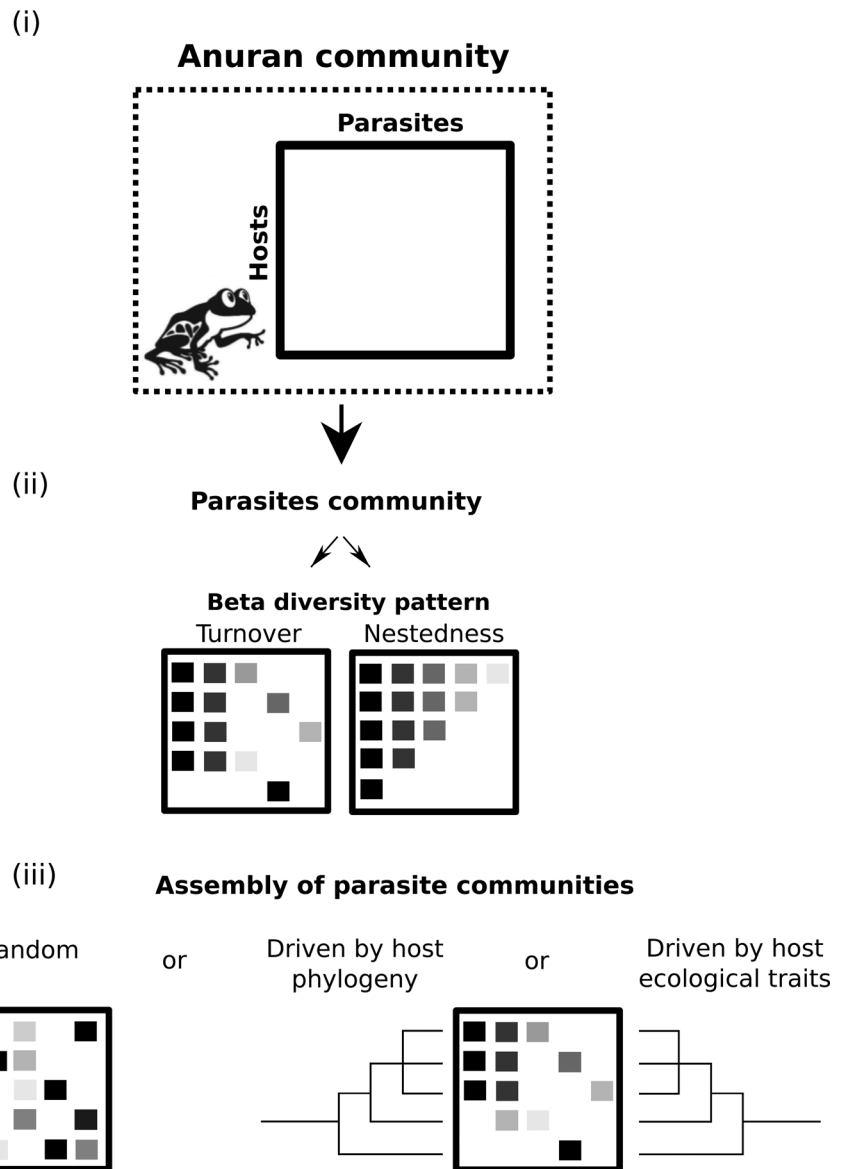 (i)
Anuran community
Parasites
Hosts
(ii)
Parasites community
Beta diversity pattern
Turnover Nestedness
(iii)
Assembly of parasite communities
andom or Driven by host or Driven by host
phylogeny ecological traits